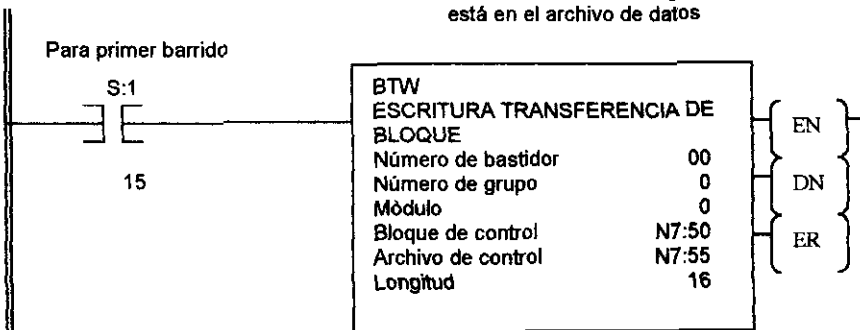 está en el archivo de datos
Para primer barrido
S:1
15
BTW
ESCRITURA TRANSFERENCIA DE
BLOQUE
Número de bastidor 00
Número de grupo 0
Mòdulo 0
Bloque de control N7:50
Archivo de control N7:55
Longitud 16
EN
DN
ER